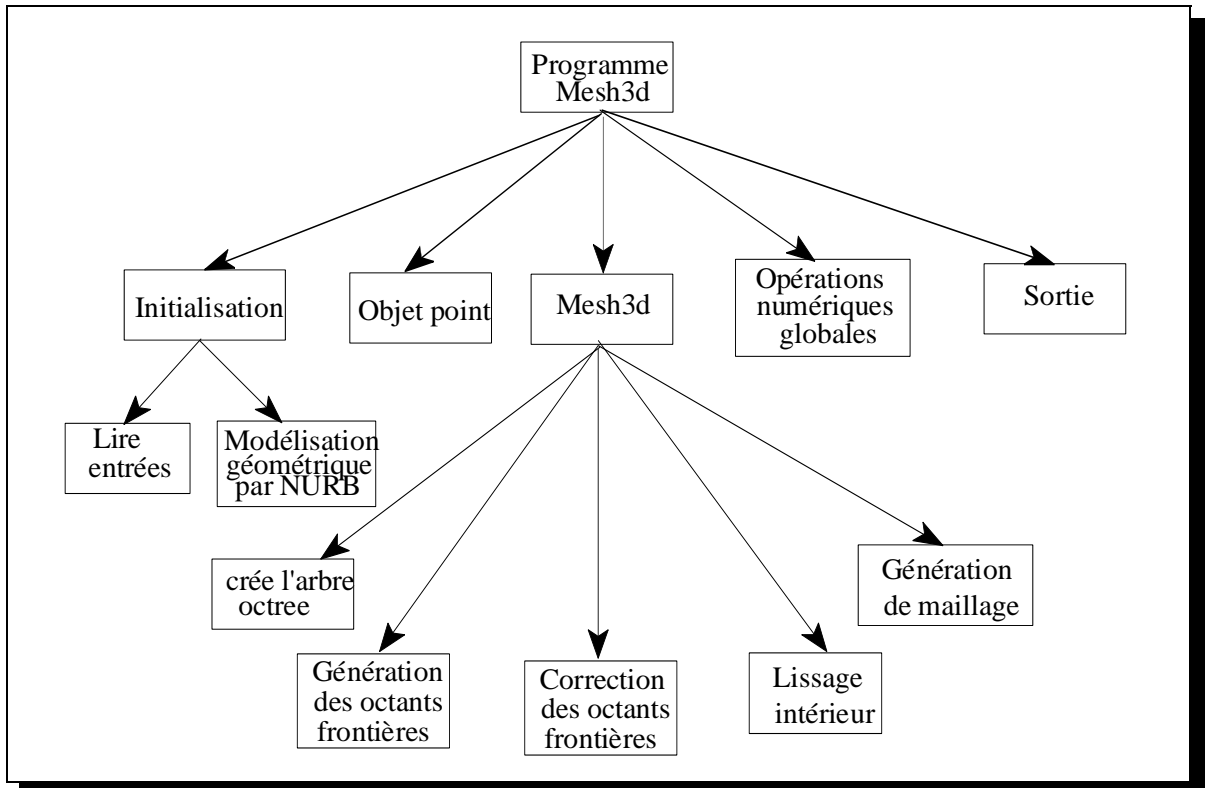 Programme
Mesh3d
Initialisation
Objet point
Mesh3d
Opérations
numériques
globales
Sortie
Lire
entrées
Modélisation
géométrique
par NURB
crée l'arbre
octree
Génération
des octants
frontières
Correction
des octants
frontières
Lissage
intérieur
Génération
de maillage